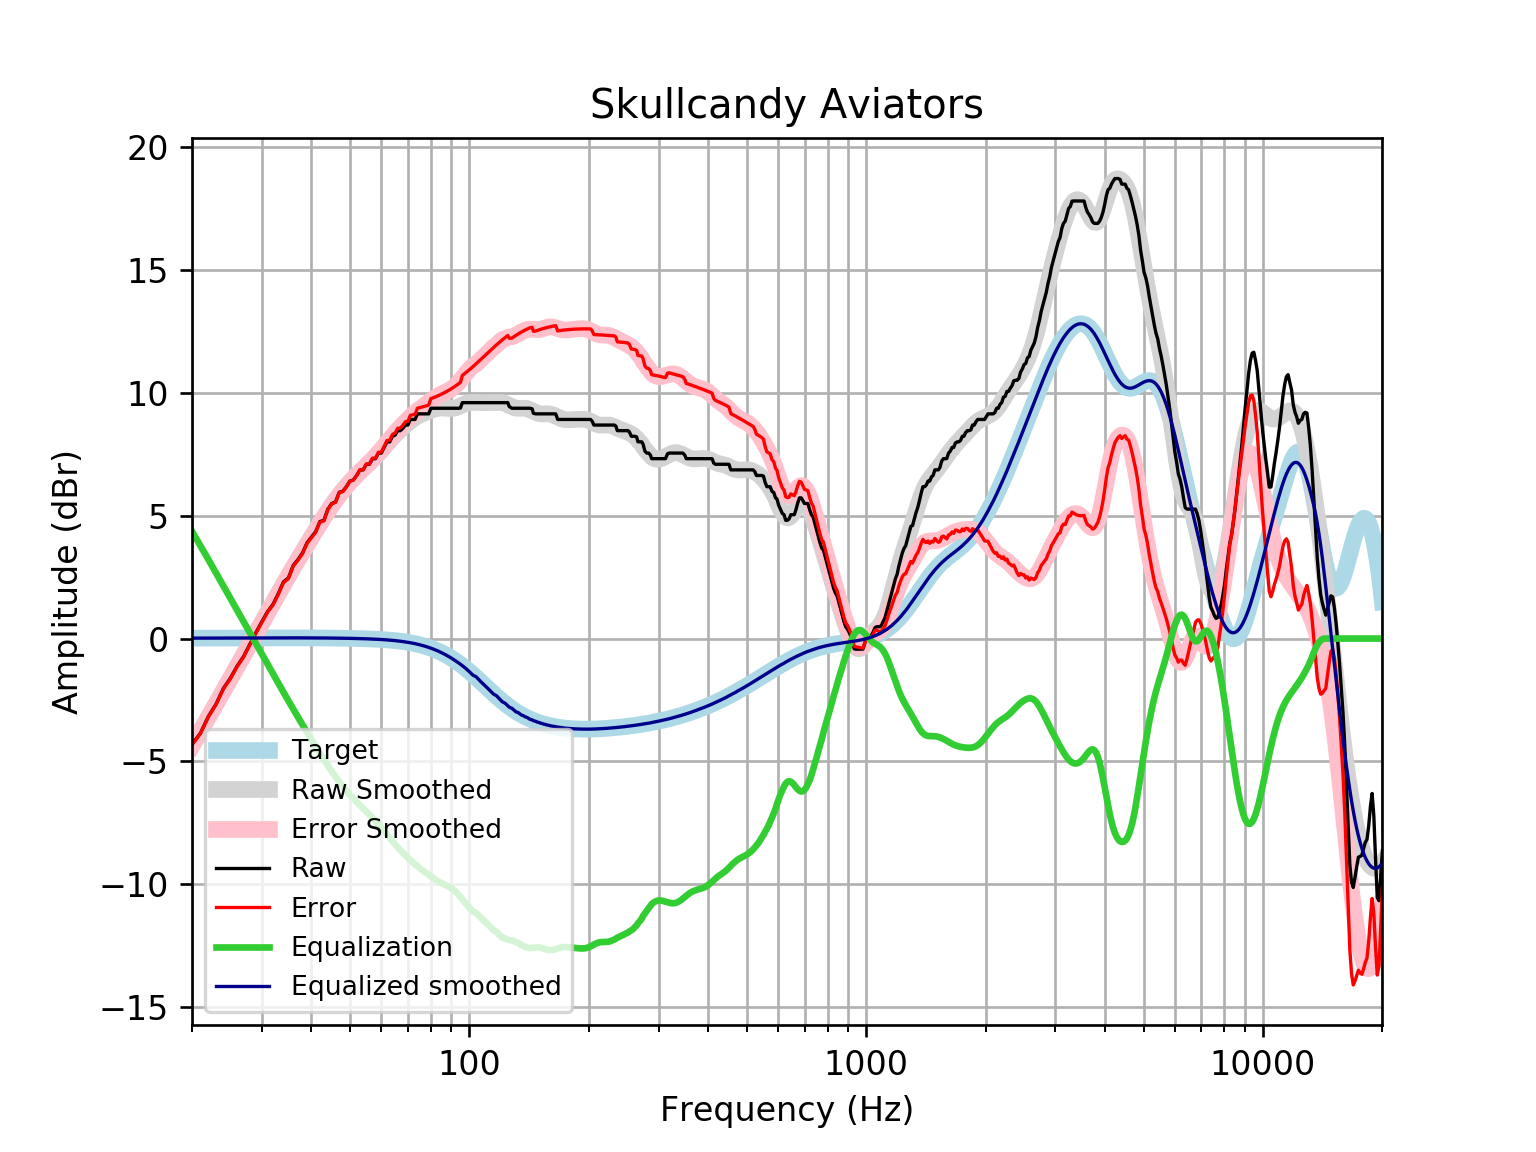 Skullcandy Aviators
20
15
10
5
0
−5
−10
−15
Amplitude (dBr)
Target
Raw Smoothed
Error Smoothed
Raw
Error
Equalization
Equalized smoothed
100
1000
10000
Frequency (Hz)